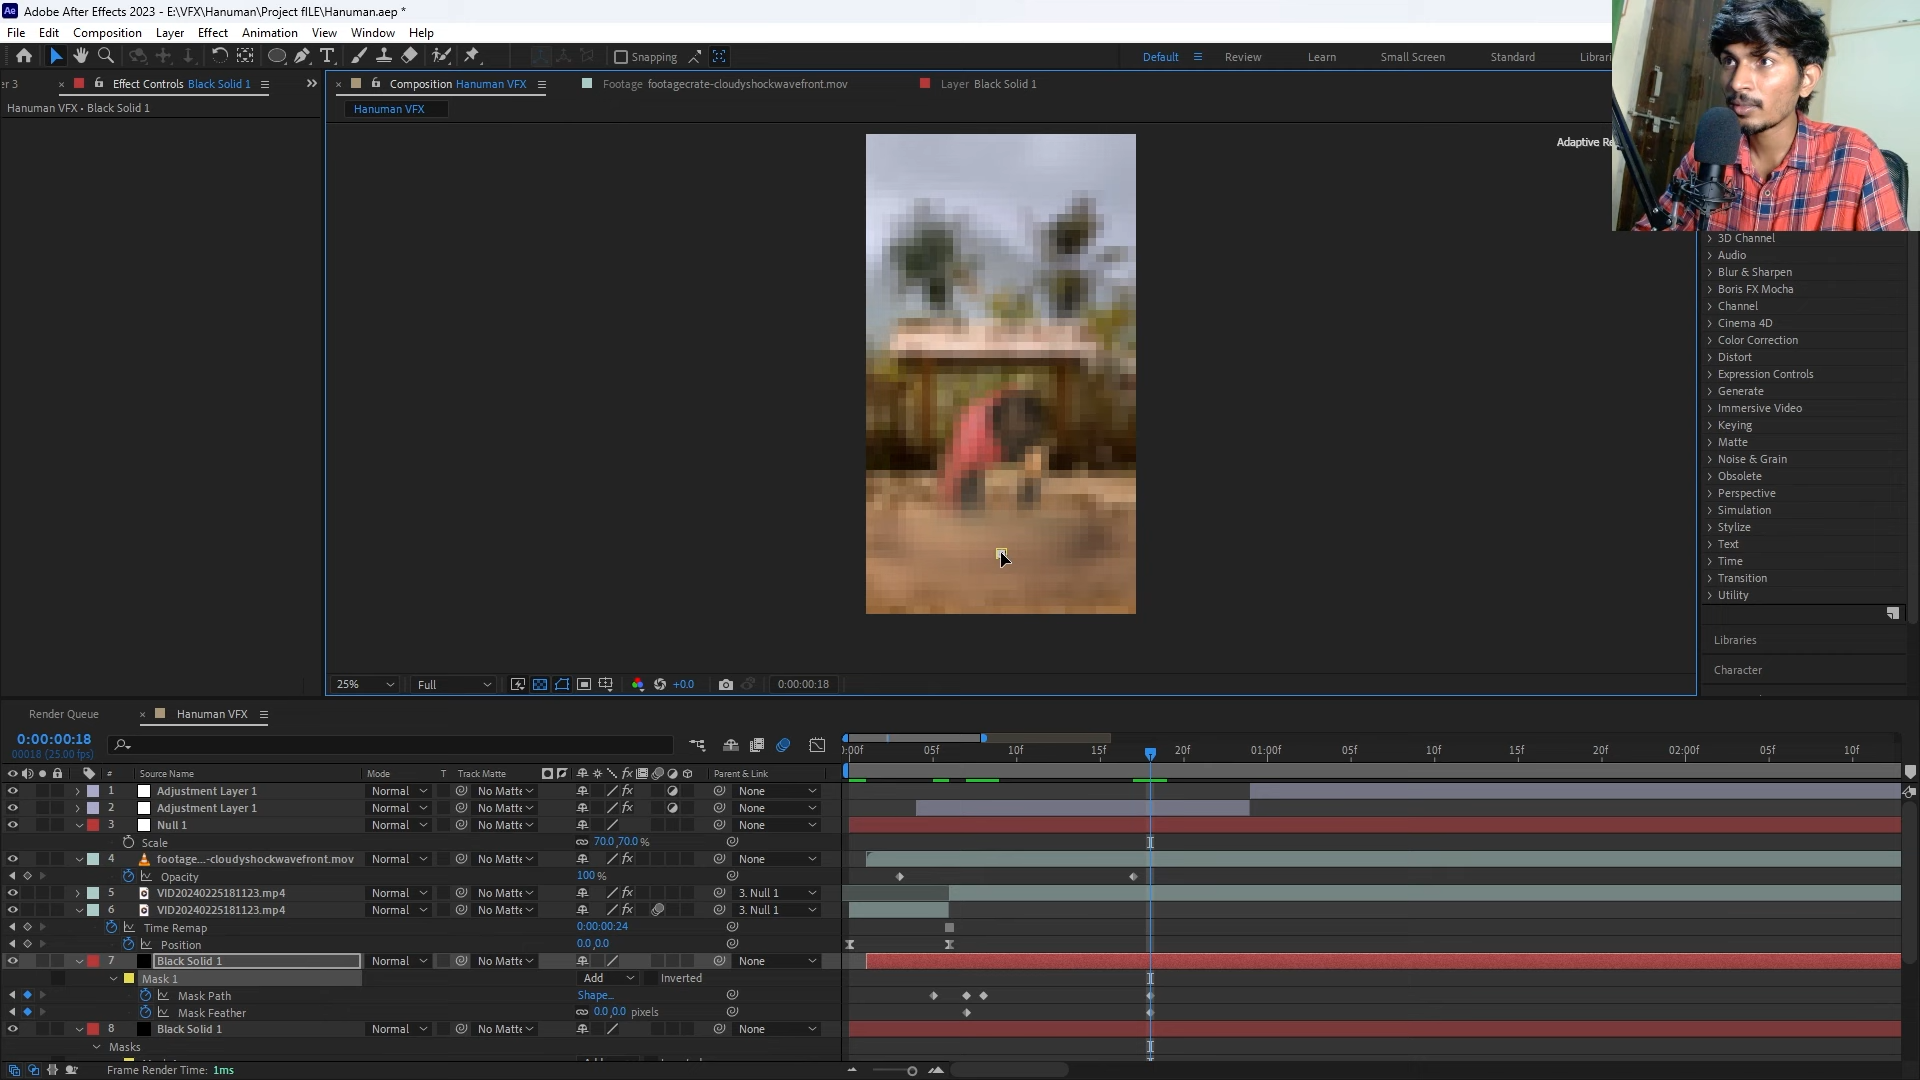 Ae Adobe After Effects 2023 - E:\VFX\Hanuman\Project fILE\Hanuman.aep *
File Edit Composition Layer Effect Animation View Window Help
Snapping Default Review Learn Small Screen Standard Librari
er 3 Effect Controls Black Solid 1
Composition Hanuman VFX Footage footagecrate-cloudyshockwavefront.mov Layer Black Solid 1
Hanuman VFX • Black Solid 1
Hanuman VFX
Adaptive Re
3D Channel
Audio
Blur & Sharpen
Boris FX Mocha
Channel
Cinema 4D
Color Correction
Distort
Expression Controls
Generate
Immersive Video
Keying
Matte
Noise & Grain
Obsolete
Perspective
Simulation
Stylize
Text
Time
Transition
Utility
Libraries
Character
25% Full +0.0 0:00:00:18
Render Queue Hanuman VFX
0:00:00:18
00018 (25.00 fps)
:00f 05f 10f 15f 20f 01:00f 05f 10f 15f 20f 02:00f 05f 10f
# Source Name Mode T Track Matte fx Parent & Link
1 Adjustment Layer 1 Normal No Matte fx None
2 Adjustment Layer 1 Normal No Matte fx None
3 Null 1 Normal No Matte None
Scale 70.0,70.0 %
4 footage...-cloudyshockwavefront.mov Normal No Matte fx None
Opacity 100 %
5 VID20240225181123.mp4 Normal No Matte fx 3. Null 1
6 VID20240225181123.mp4 Normal No Matte fx 3. Null 1
Time Remap 0:00:00:24
Position 0.0,0.0
7 Black Solid 1 Normal No Matte None
Mask 1 Add Inverted
Mask Path Shape...
Mask Feather 0.0,0.0 pixels
8 Black Solid 1 Normal No Matte None
Masks
Frame Render Time: 1ms